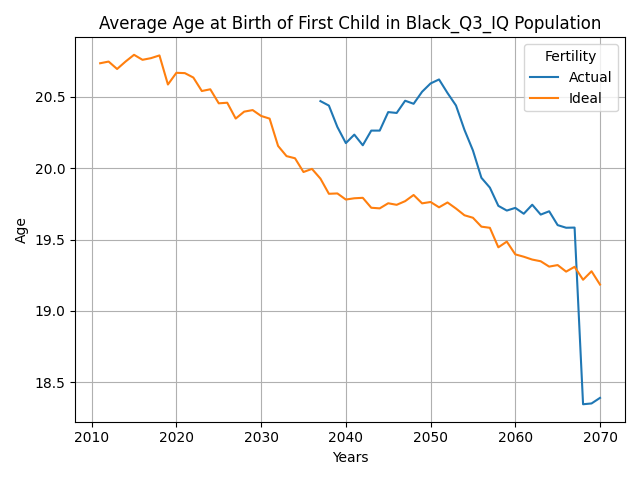 Average Age at Birth of First Child in Black_Q3_IQ Population
Fertility
Actual
Ideal
Age
20.5
20.0
19.5
19.0
18.5
2010
2020
2030
2040
2050
2060
2070
Years